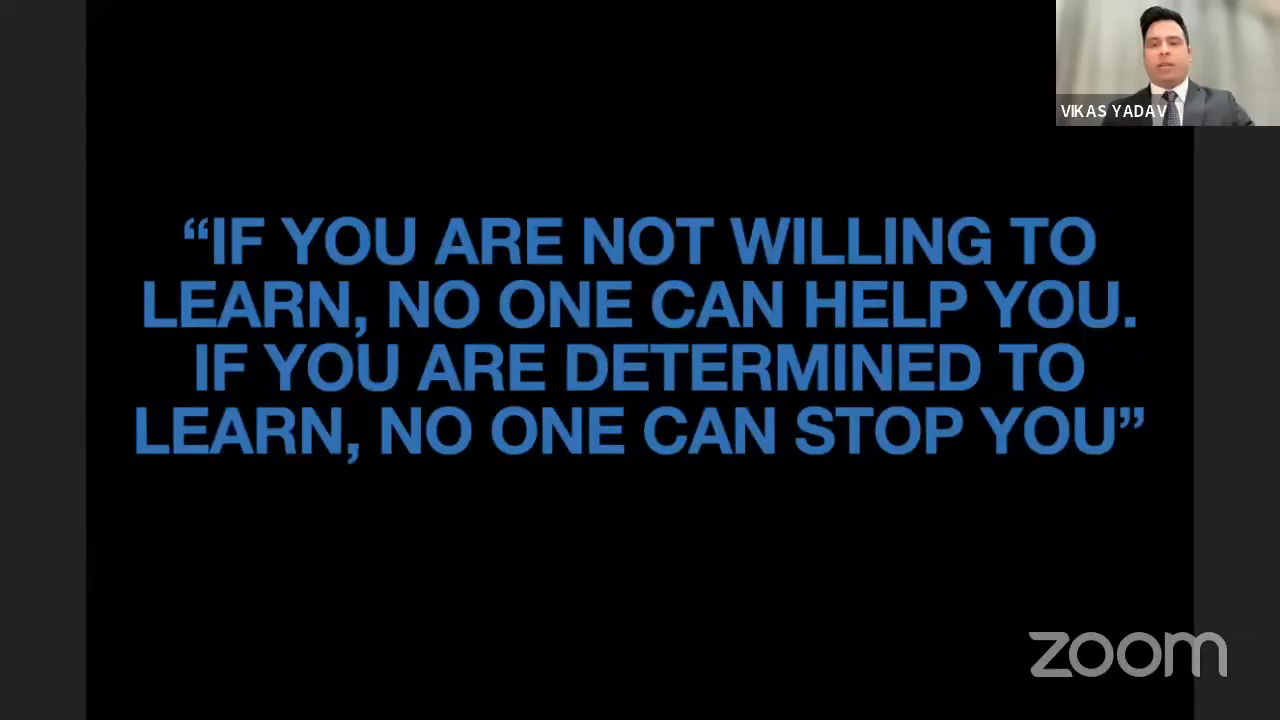 VIKAS YADAV
“IF YOU ARE NOT WILLING TO
LEARN, NO ONE CAN HELP YOU.
IF YOU ARE DETERMINED TO
LEARN, NO ONE CAN STOP YOU”
zoom